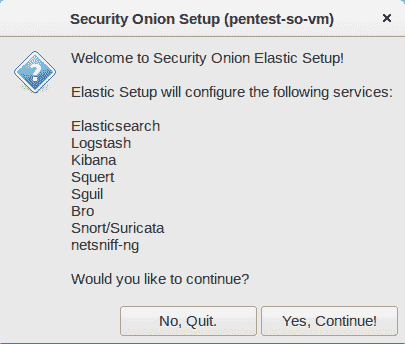 Security Onion Setup (pentest-so-vm)
Welcome to Security Onion Elastic Setup!
Elastic Setup will configure the following services:
Elasticsearch
Logstash
Kibana
Squert
Sguil
Bro
Snort/Suricata
netsniff-ng
Would you like to continue?
No, Quit.
Yes, Continue!